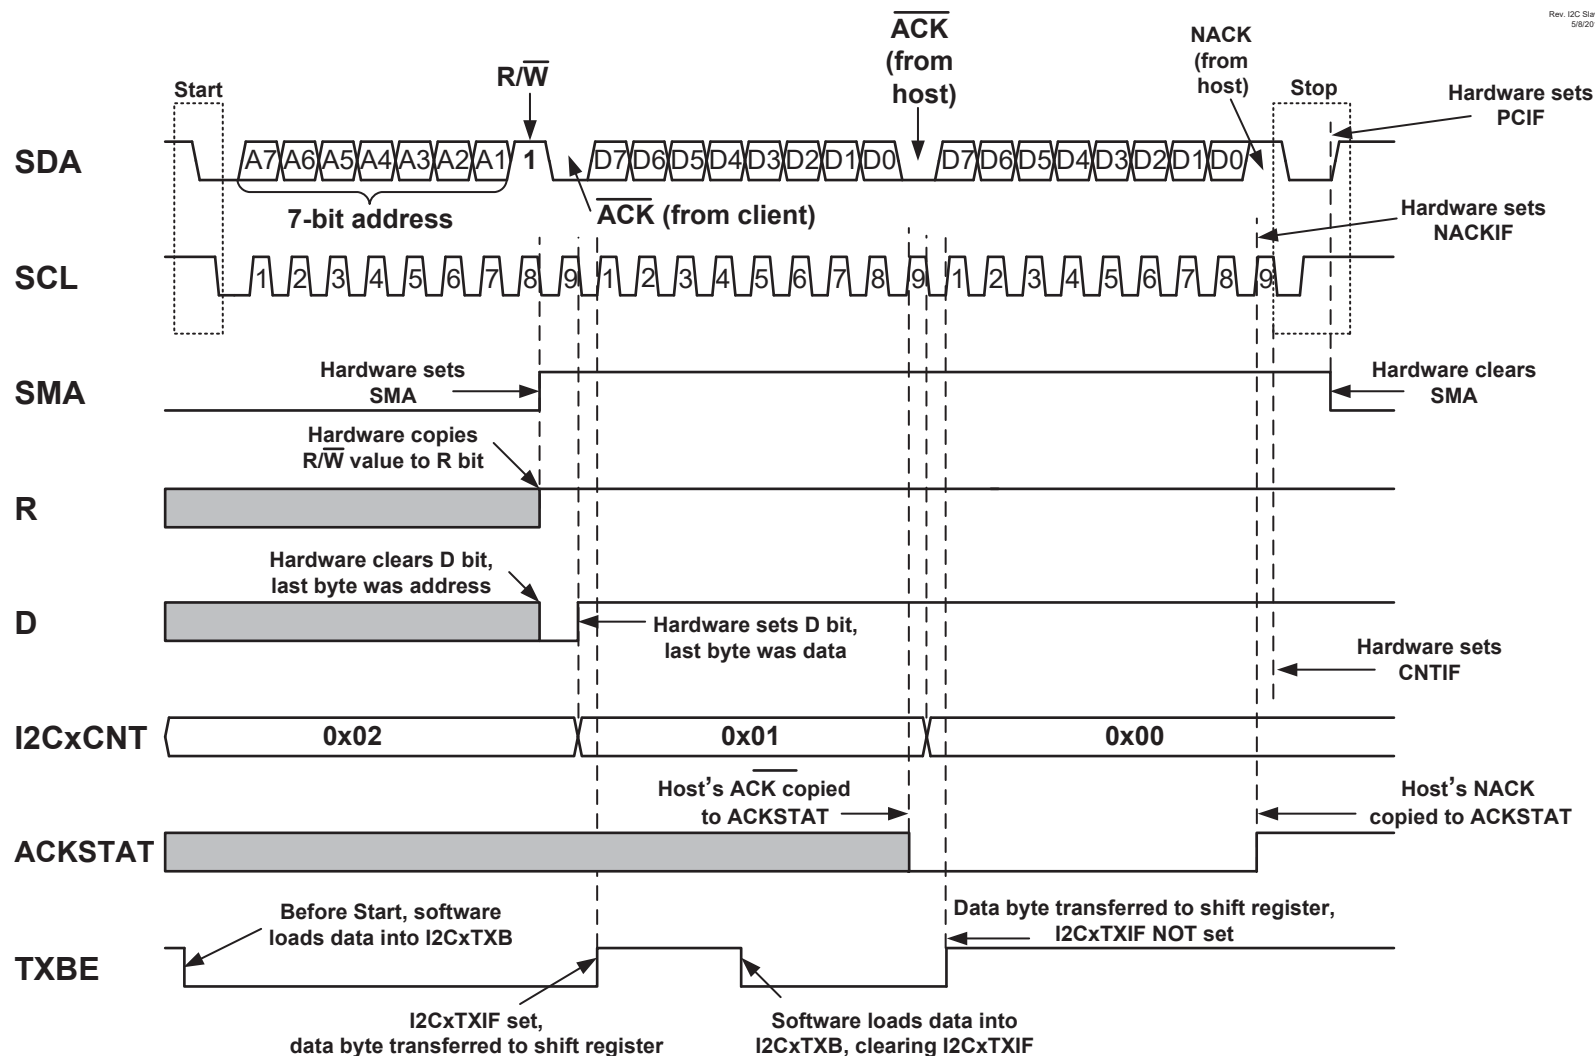 Rev. I2C
5/8/20
ACK
(from
host)
NACK
(from
host)
R/W
Start
Stop
Hardware sets
PCIF
SDA
A7 A6 A5 A4 A3 A2 A1 1 D7 D6 D5 D4 D3 D2 D1 D0 D7 D6 D5 D4 D3 D2 D1 D0
7-bit address
ACK (from client)
Hardware sets
NACKIF
SCL
1 2 3 4 5 6 7 8 9 1 2 3 4 5 6 7 8 9 1 2 3 4 5 6 7 8 9
SMA
Hardware sets
SMA
Hardware clears
SMA
Hardware copies
R/W value to R bit
R
Hardware clears D bit,
last byte was address
D
Hardware sets D bit,
last byte was data
Hardware sets
CNTIF
I2CxCNT
0x02 0x01 0x00
Host's ACK copied
to ACKSTAT
Host's NACK
copied to ACKSTAT
ACKSTAT
Before Start, software
loads data into I2CxTXB
Data byte transferred to shift register,
I2CxTXIF NOT set
TXBE
I2CxTXIF set,
data byte transferred to shift register
Software loads data into
I2CxTXB, clearing I2CxTXIF